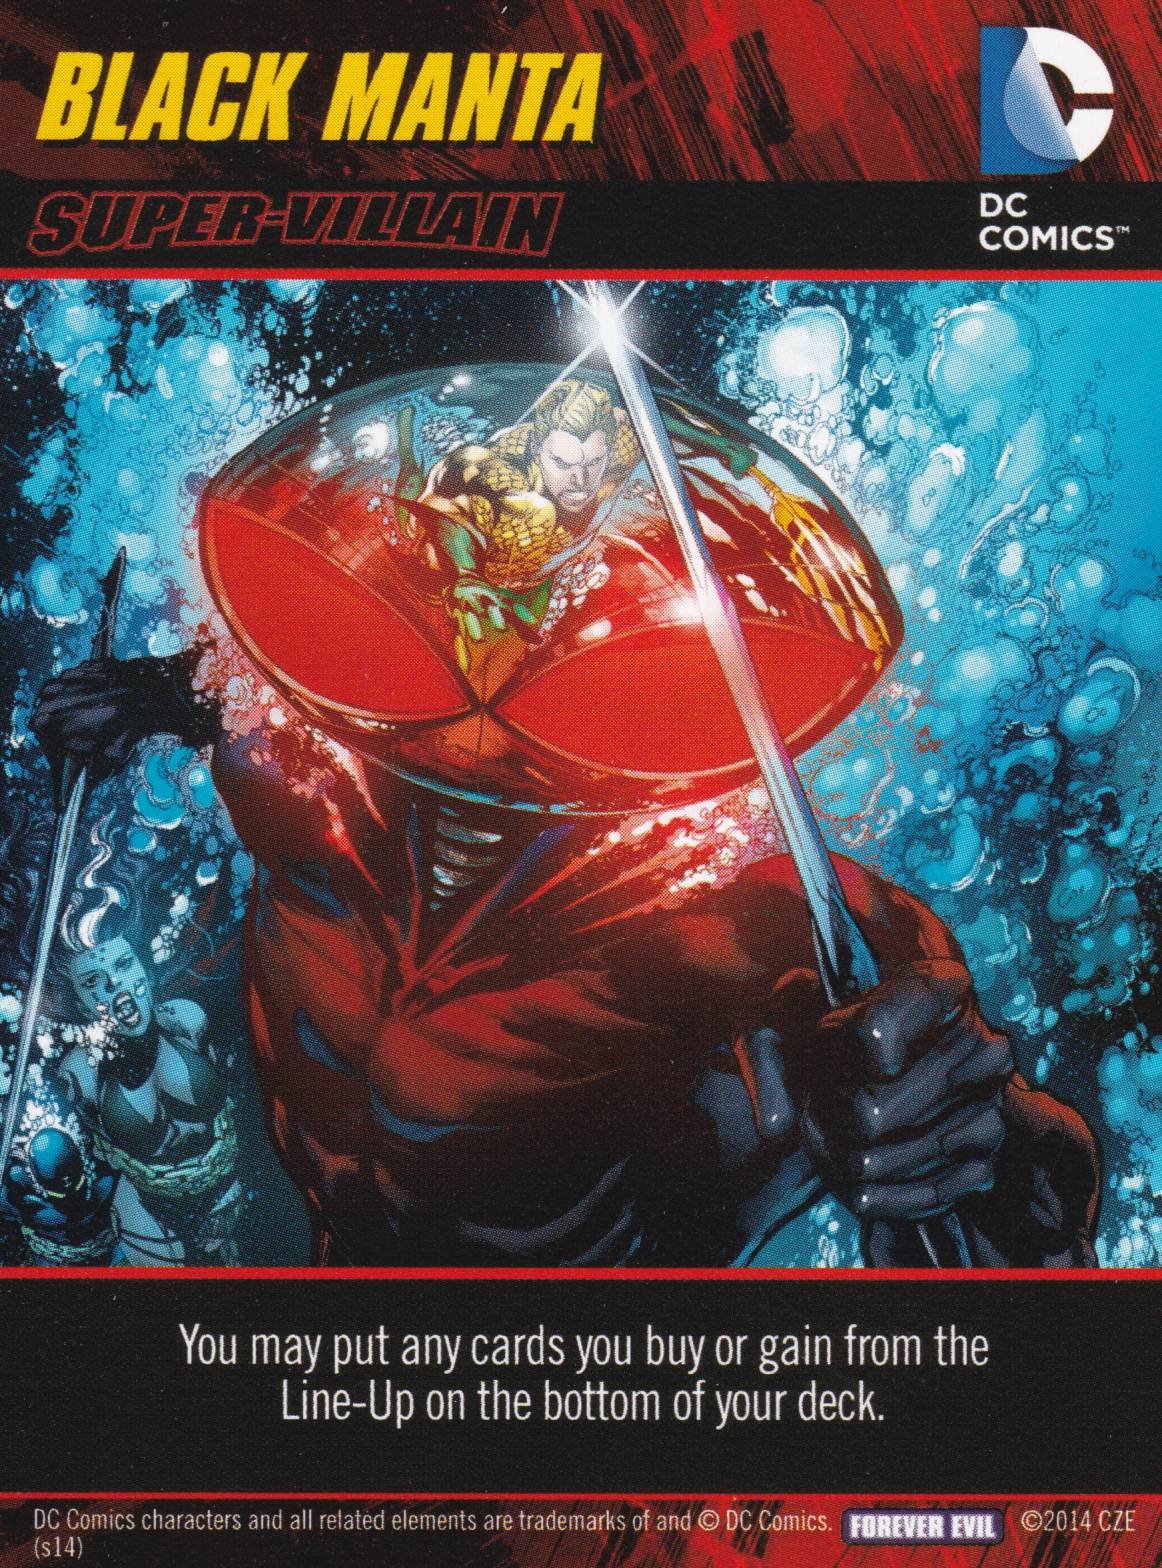 BLACK MANTA
SUPER-VILLAIN
DC
COMICS™
You may put any cards you buy or gain from the
Line-Up on the bottom of your deck.
DC Comics characters and all related elements are trademarks of and © DC Comics. FOREVER EVIL ©2014 CZE
(s14)